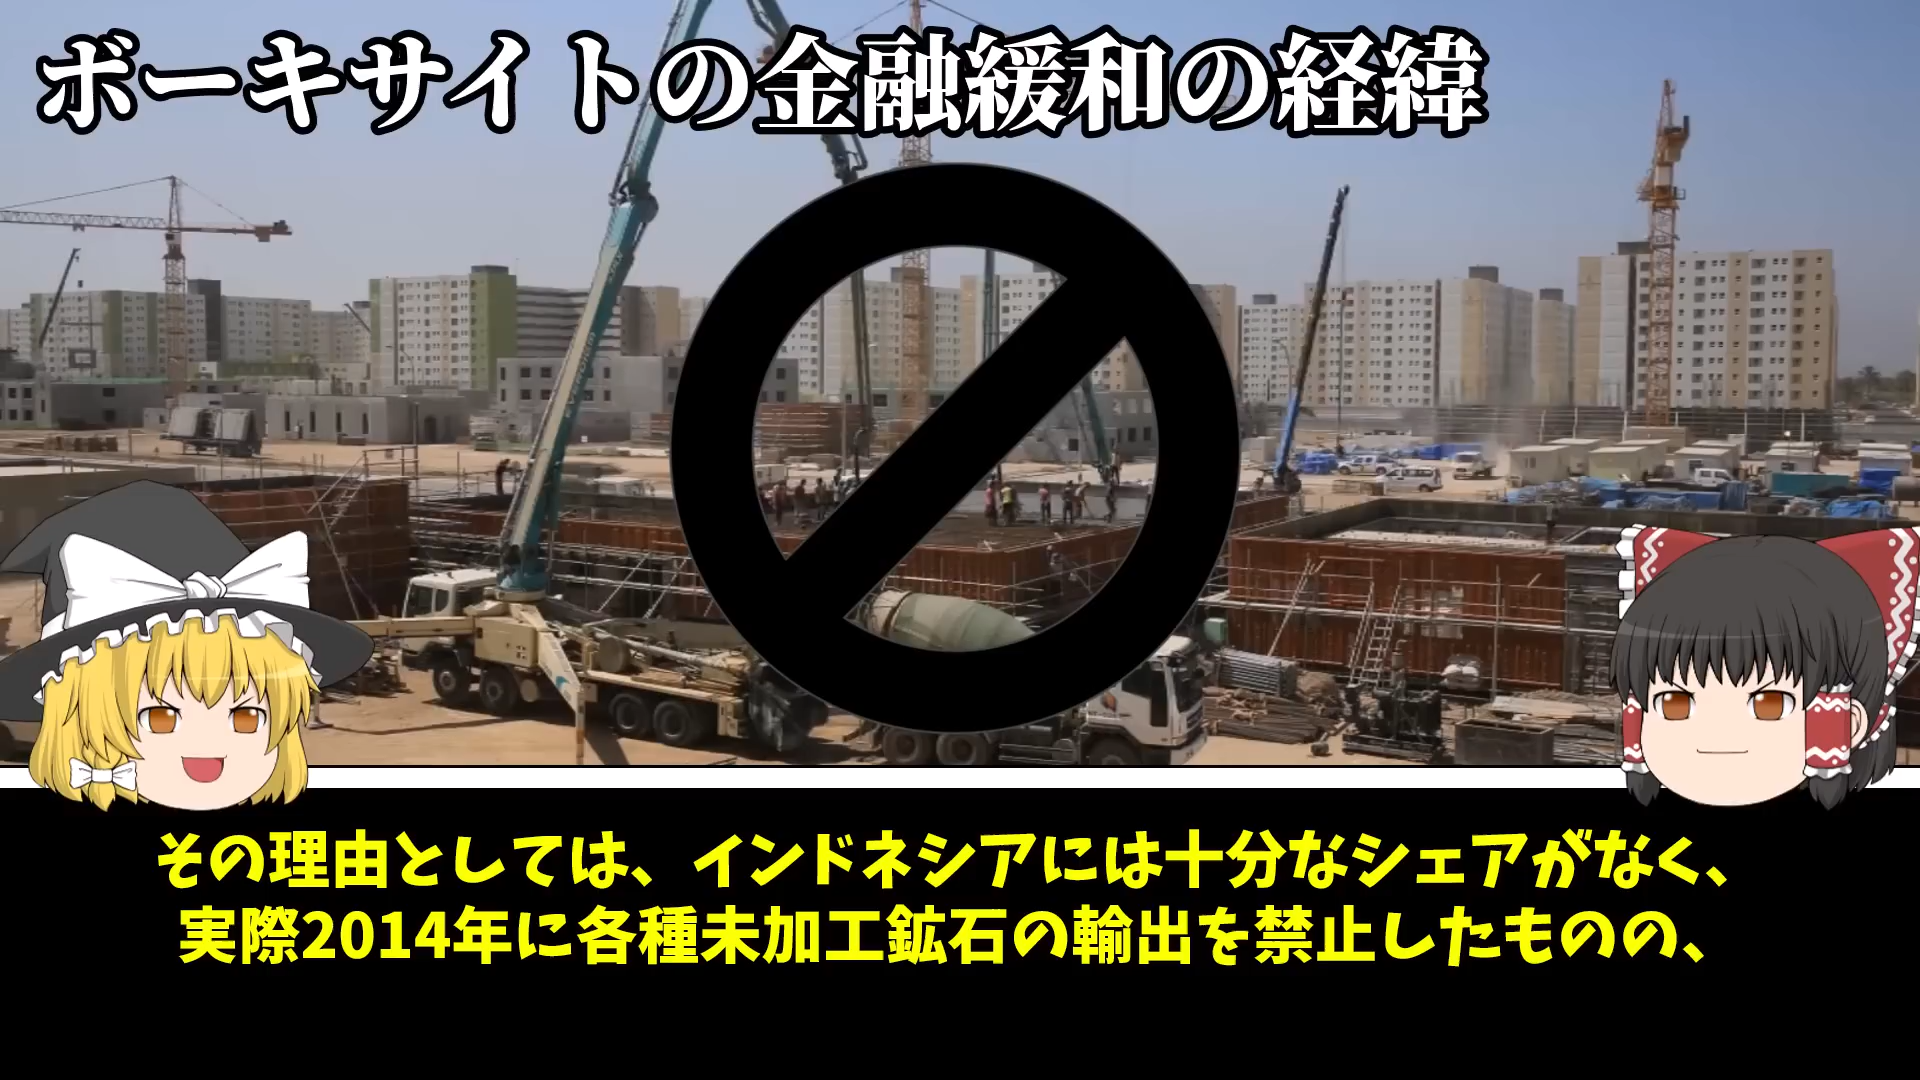 ボーキサイトの金融緩和の経緯
その理由としては、インドネシアには十分なシェアがなく、
実際2014年に各種未加工鉱石の輸出を禁止したものの、